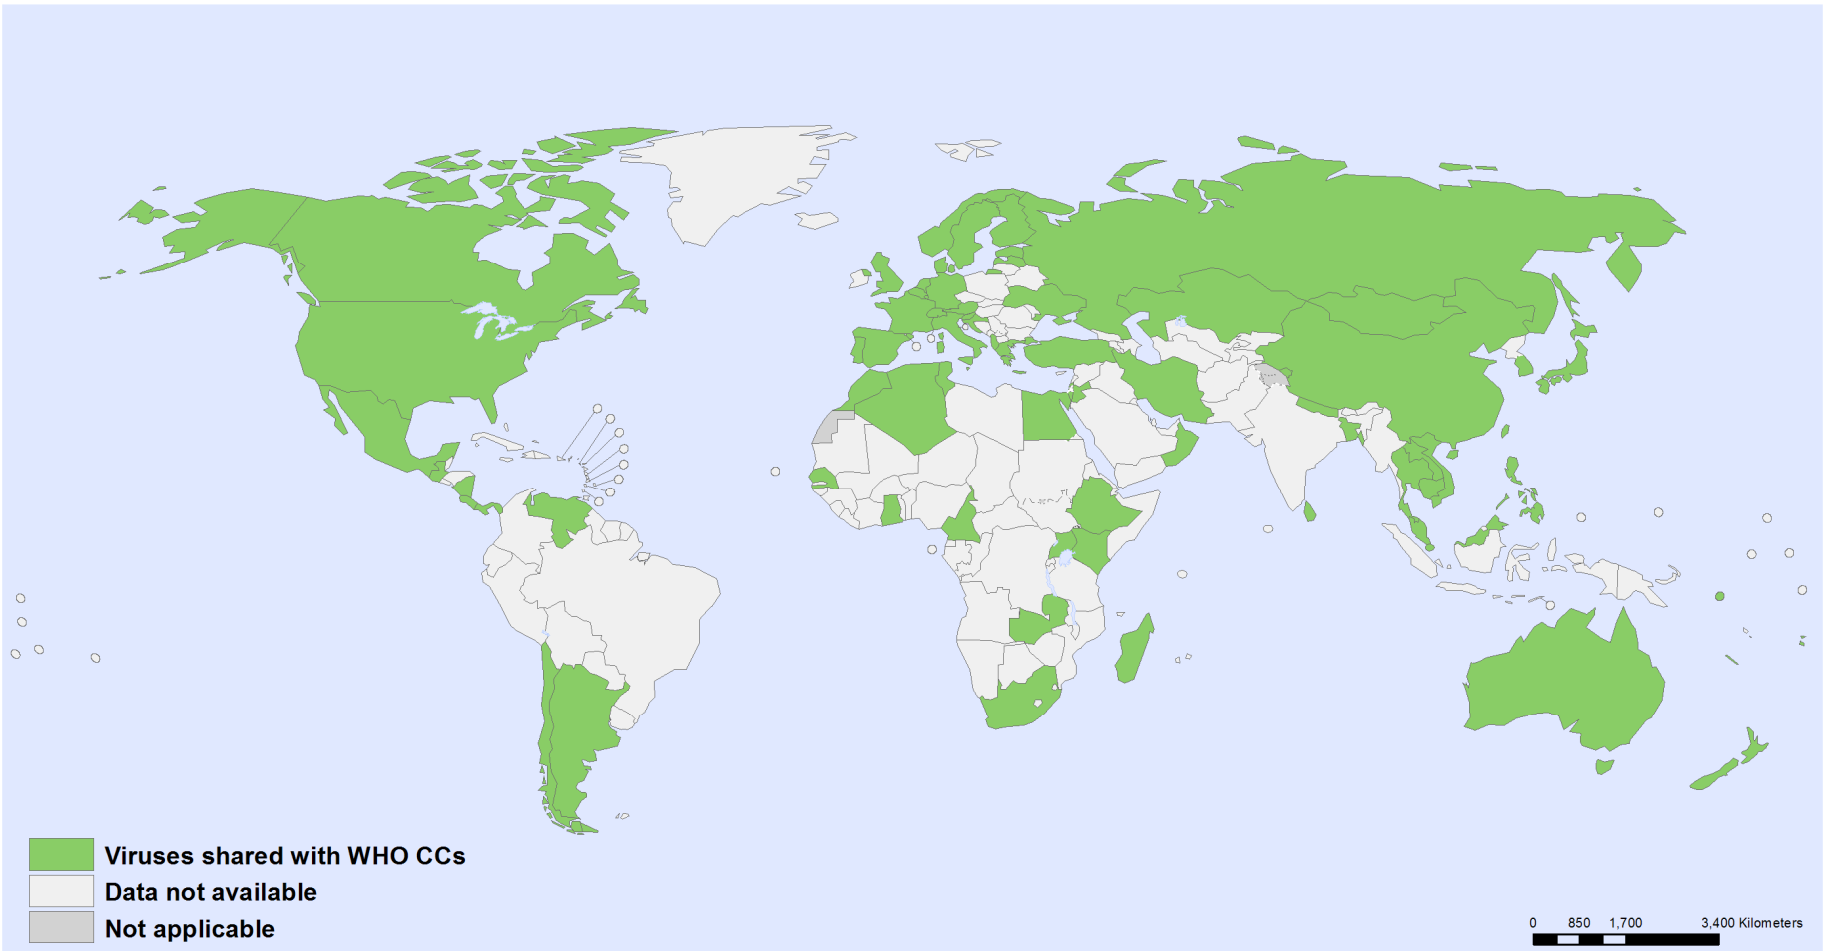 Viruses shared with WHO CCs
Data not available
Not applicable
0 850 1,700 3,400 Kilometers